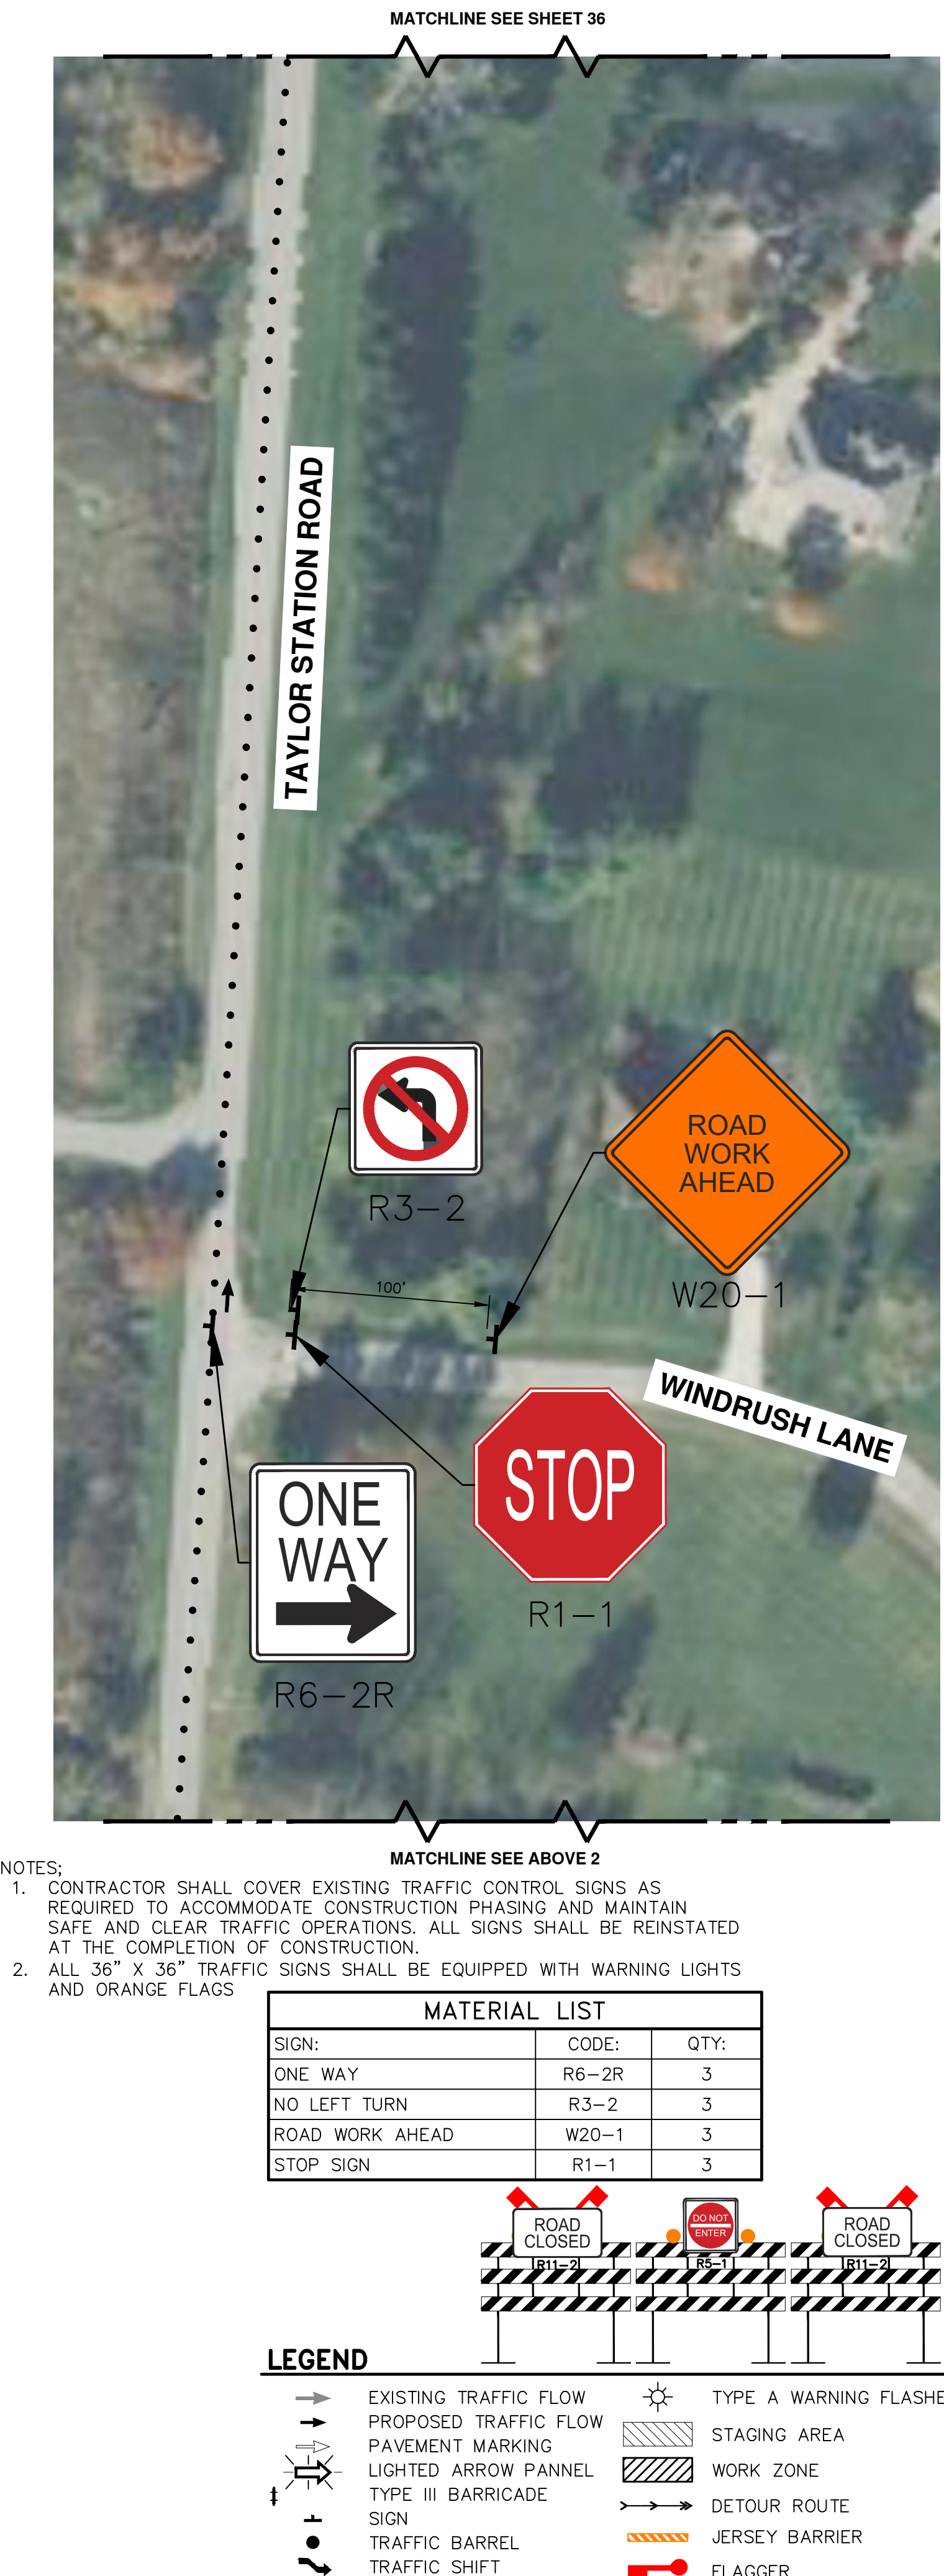 MATCHLINE SEE SHEET 36
TAYLOR STATION ROAD
R3-2
ROAD
WORK
AHEAD
W20-1
100'
WINDRUSH LANE
STOP
R1-1
ONE
WAY
R6-2R
MATCHLINE SEE ABOVE 2
NOTES;
1. CONTRACTOR SHALL COVER EXISTING TRAFFIC CONTROL SIGNS AS
REQUIRED TO ACCOMMODATE CONSTRUCTION PHASING AND MAINTAIN
SAFE AND CLEAR TRAFFIC OPERATIONS. ALL SIGNS SHALL BE REINSTATED
AT THE COMPLETION OF CONSTRUCTION.
2. ALL 36" X 36" TRAFFIC SIGNS SHALL BE EQUIPPED WITH WARNING LIGHTS
AND ORANGE FLAGS
MATERIAL LIST
SIGN: CODE: QTY:
ONE WAY R6-2R 3
NO LEFT TURN R3-2 3
ROAD WORK AHEAD W20-1 3
STOP SIGN R1-1 3
ROAD
CLOSED
R11-2
DO NOT
ENTER
R5-1
ROAD
CLOSED
R11-2
LEGEND
EXISTING TRAFFIC FLOW
PROPOSED TRAFFIC FLOW
PAVEMENT MARKING
LIGHTED ARROW PANNEL
TYPE III BARRICADE
SIGN
TRAFFIC BARREL
TRAFFIC SHIFT
TYPE A WARNING FLASHE
STAGING AREA
WORK ZONE
DETOUR ROUTE
JERSEY BARRIER
FLAGGER